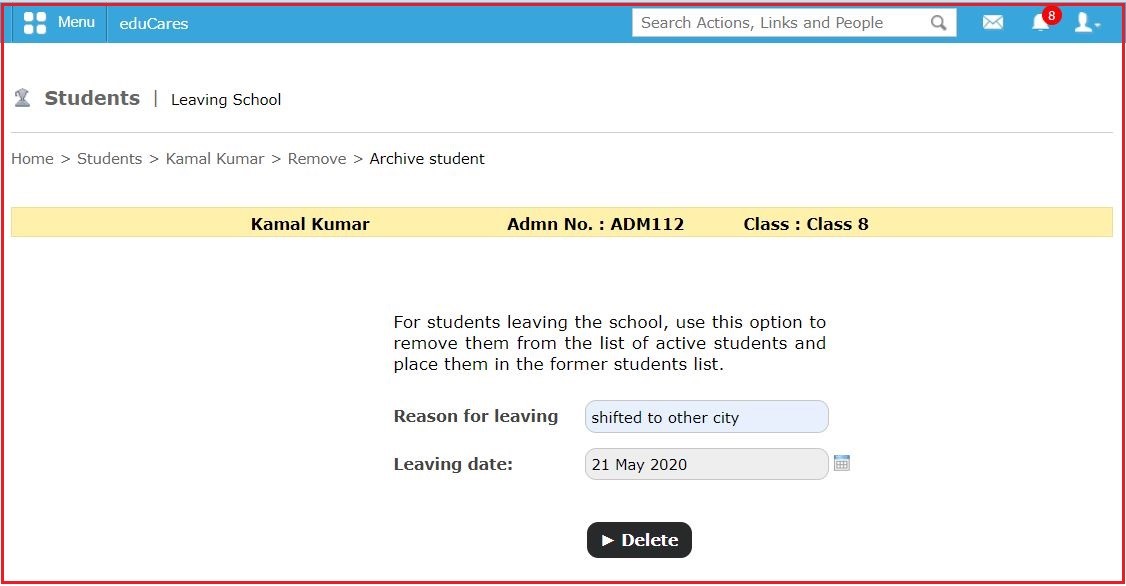 Menu eduCares Search Actions, Links and People 8
Students | Leaving School
Home > Students > Kamal Kumar > Remove > Archive student
Kamal Kumar Admn No. : ADM112 Class : Class 8
For students leaving the school, use this option to
remove them from the list of active students and
place them in the former students list.
Reason for leaving shifted to other city
Leaving date: 21 May 2020
► Delete